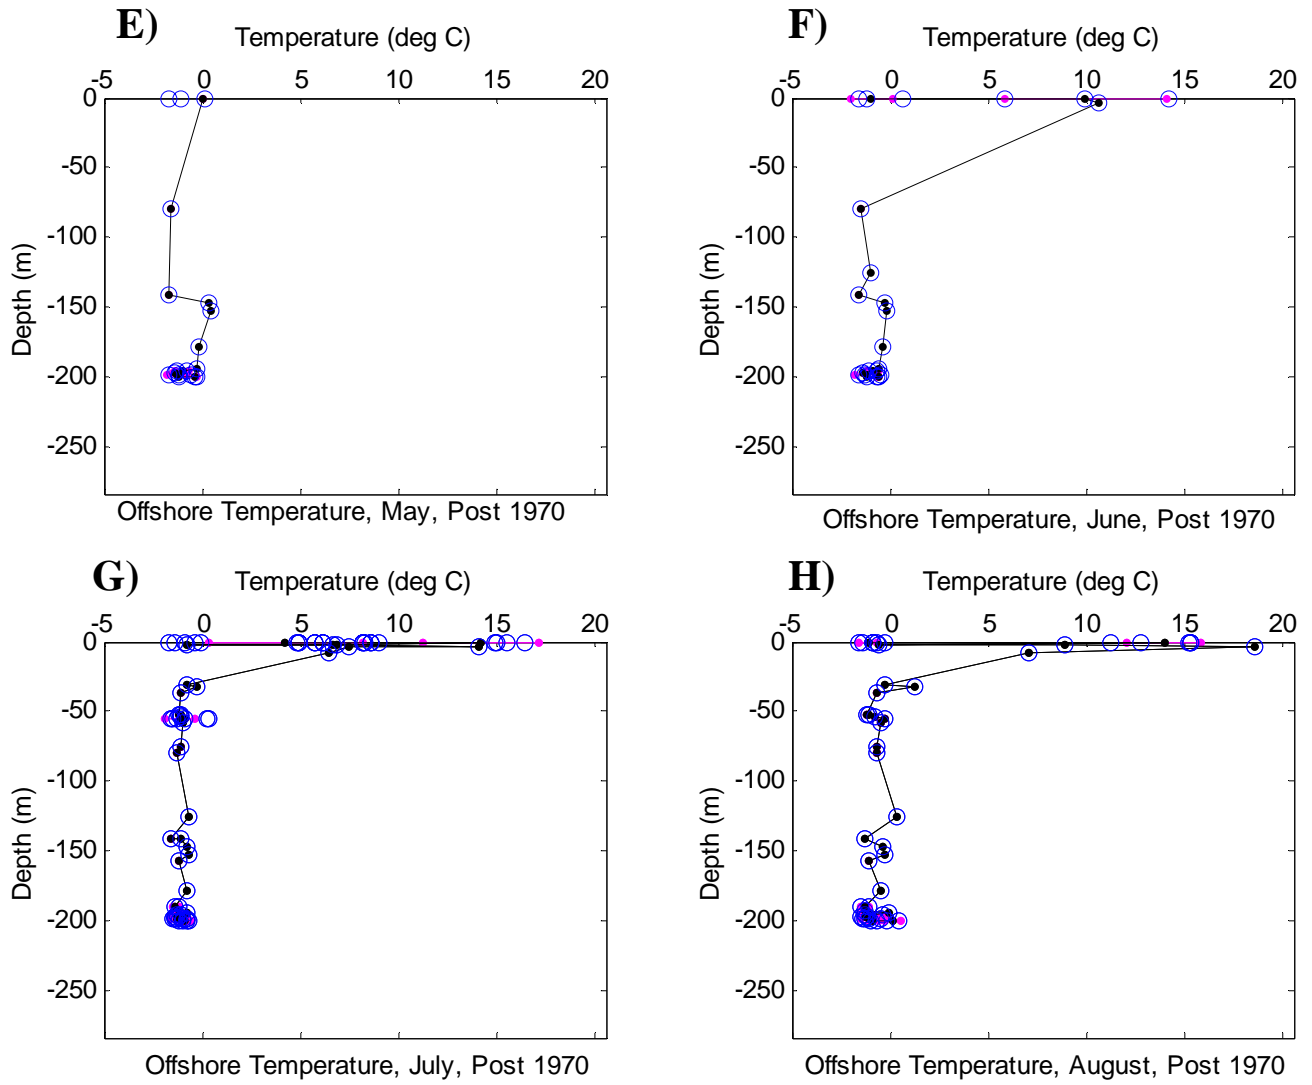 E)
Temperature (deg C)
-5 0 5 10 15 20
0
-50
-100
-150
-200
-250
Depth (m)
Offshore Temperature, May, Post 1970
F)
Temperature (deg C)
-5 0 5 10 15 20
0
-50
-100
-150
-200
-250
Depth (m)
Offshore Temperature, June, Post 1970
G)
Temperature (deg C)
-5 0 5 10 15 20
0
-50
-100
-150
-200
-250
Depth (m)
Offshore Temperature, July, Post 1970
H)
Temperature (deg C)
-5 0 5 10 15 20
0
-50
-100
-150
-200
-250
Depth (m)
Offshore Temperature, August, Post 1970